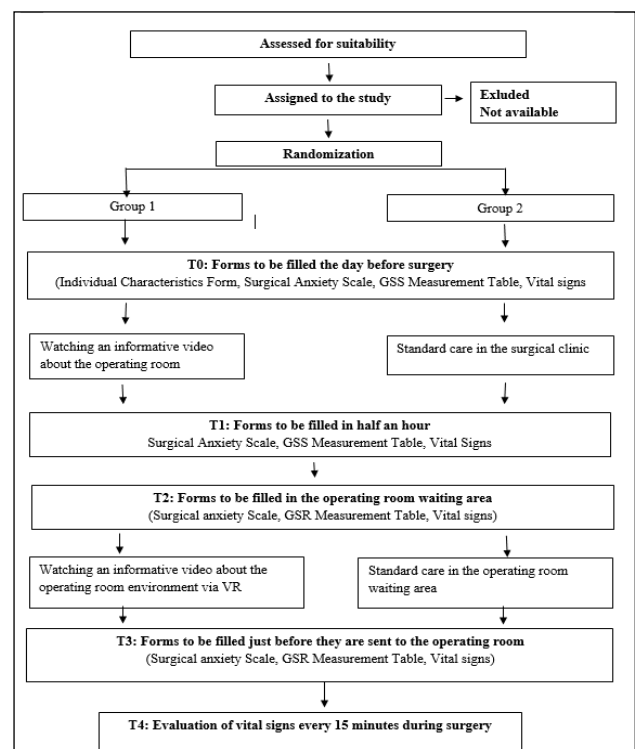 Assessed for suitability
Assigned to the study
Exluded
Not available
Randomization
Group 1
Group 2
T0: Forms to be filled the day before surgery
(Individual Characteristics Form, Surgical Anxiety Scale, GSS Measurement Table, Vital signs
Watching an informative video
about the operating room
Standard care in the surgical clinic
T1: Forms to be filled in half an hour
Surgical Anxiety Scale, GSS Measurement Table, Vital Signs
T2: Forms to be filled in the operating room waiting area
(Surgical anxiety Scale, GSR Measurement Table, Vital signs)
Watching an informative video about the
operating room environment via VR
Standard care in the operating room
waiting area
T3: Forms to be filled just before they are sent to the operating room
(Surgical anxiety Scale, GSR Measurement Table, Vital signs)
T4: Evaluation of vital signs every 15 minutes during surgery